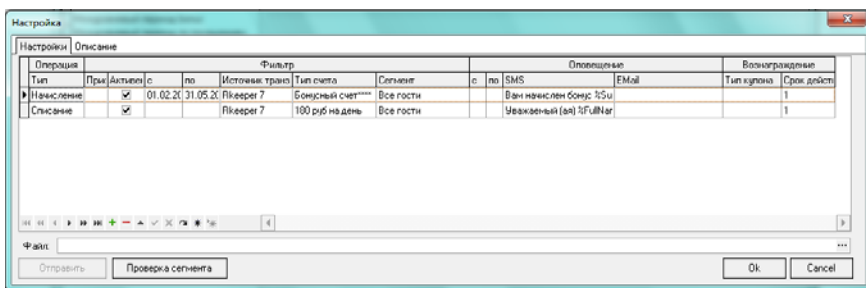 Настройка
Настройки Описание
Операция Фильтр Оповещение Вознаграждение
Тип При Активен с по Источник транз Тип счета Сегмент с по SMS EMail Тип купона Срок действ
Начисление 01.02.20 31.05.20 Rkeeper 7 Бонусный счет**** Все гости Вам начислен бонус %Su 1
Списание Rkeeper 7 180 руб на день Все гости Уважаемый (ая) %FullNar 1
Файл: ...
Отправить Проверка сегмента Ok Cancel